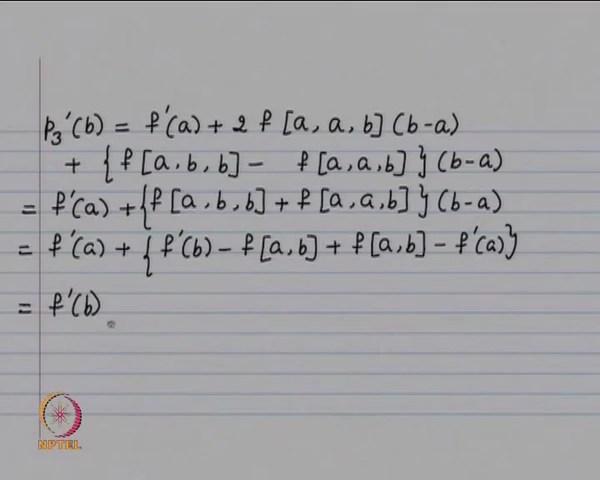 p₃'(b) = f'(a) + 2 f [a, a, b] (b-a)
+ { f [a, b, b] - f [a, a, b] } (b-a)
= f'(a) + { f [a, b, b] + f [a, a, b] } (b-a)
= f'(a) + { f'(b) - f [a, b] + f [a, b] - f'(a) }
= f'(b)
NPTEL